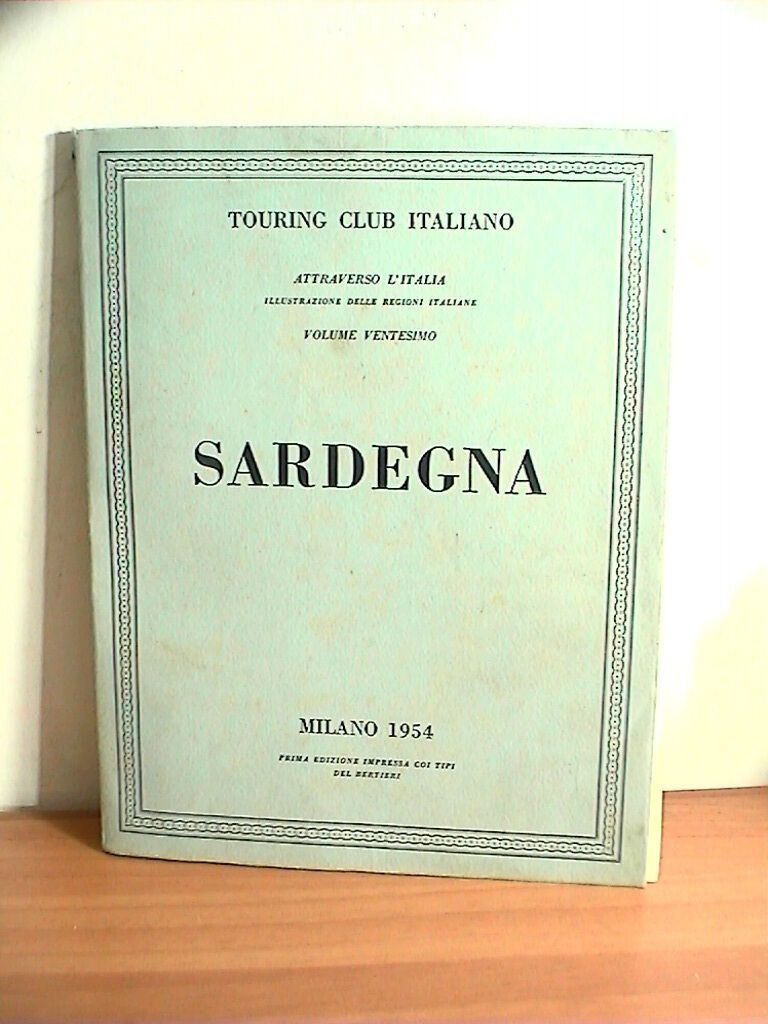 TOURING CLUB ITALIANO
ATTRAVERSO L'ITALIA
ILLUSTRAZIONE DELLE REGIONI ITALIANE
VOLUME VENTESIMO
SARDEGNA
MILANO 1954
PRIMA EDIZIONE IMPRESSA COI TIPI
DEL BERTIERI